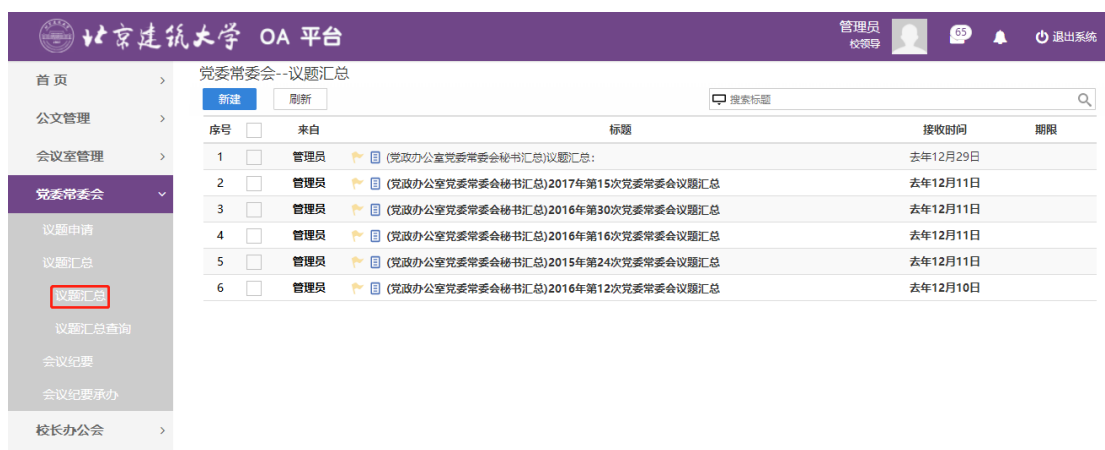 北京建筑大学 OA 平台
管理员
校领导
65
退出系统
首页
公文管理
会议室管理
党委常委会
议题申请
议题汇总
议题汇总
议题汇总查询
会议纪要
会议纪要承办
校长办公会
党委常委会--议题汇总
新建 刷新 搜索标题
序号 来自 标题 接收时间 期限
1 管理员 (党政办公室党委常委会秘书汇总)议题汇总: 去年12月29日
2 管理员 (党政办公室党委常委会秘书汇总)2017年第15次党委常委会议题汇总 去年12月11日
3 管理员 (党政办公室党委常委会秘书汇总)2016年第30次党委常委会议题汇总 去年12月11日
4 管理员 (党政办公室党委常委会秘书汇总)2016年第16次党委常委会议题汇总 去年12月11日
5 管理员 (党政办公室党委常委会秘书汇总)2015年第24次党委常委会议题汇总 去年12月11日
6 管理员 (党政办公室党委常委会秘书汇总)2016年第12次党委常委会议题汇总 去年12月10日